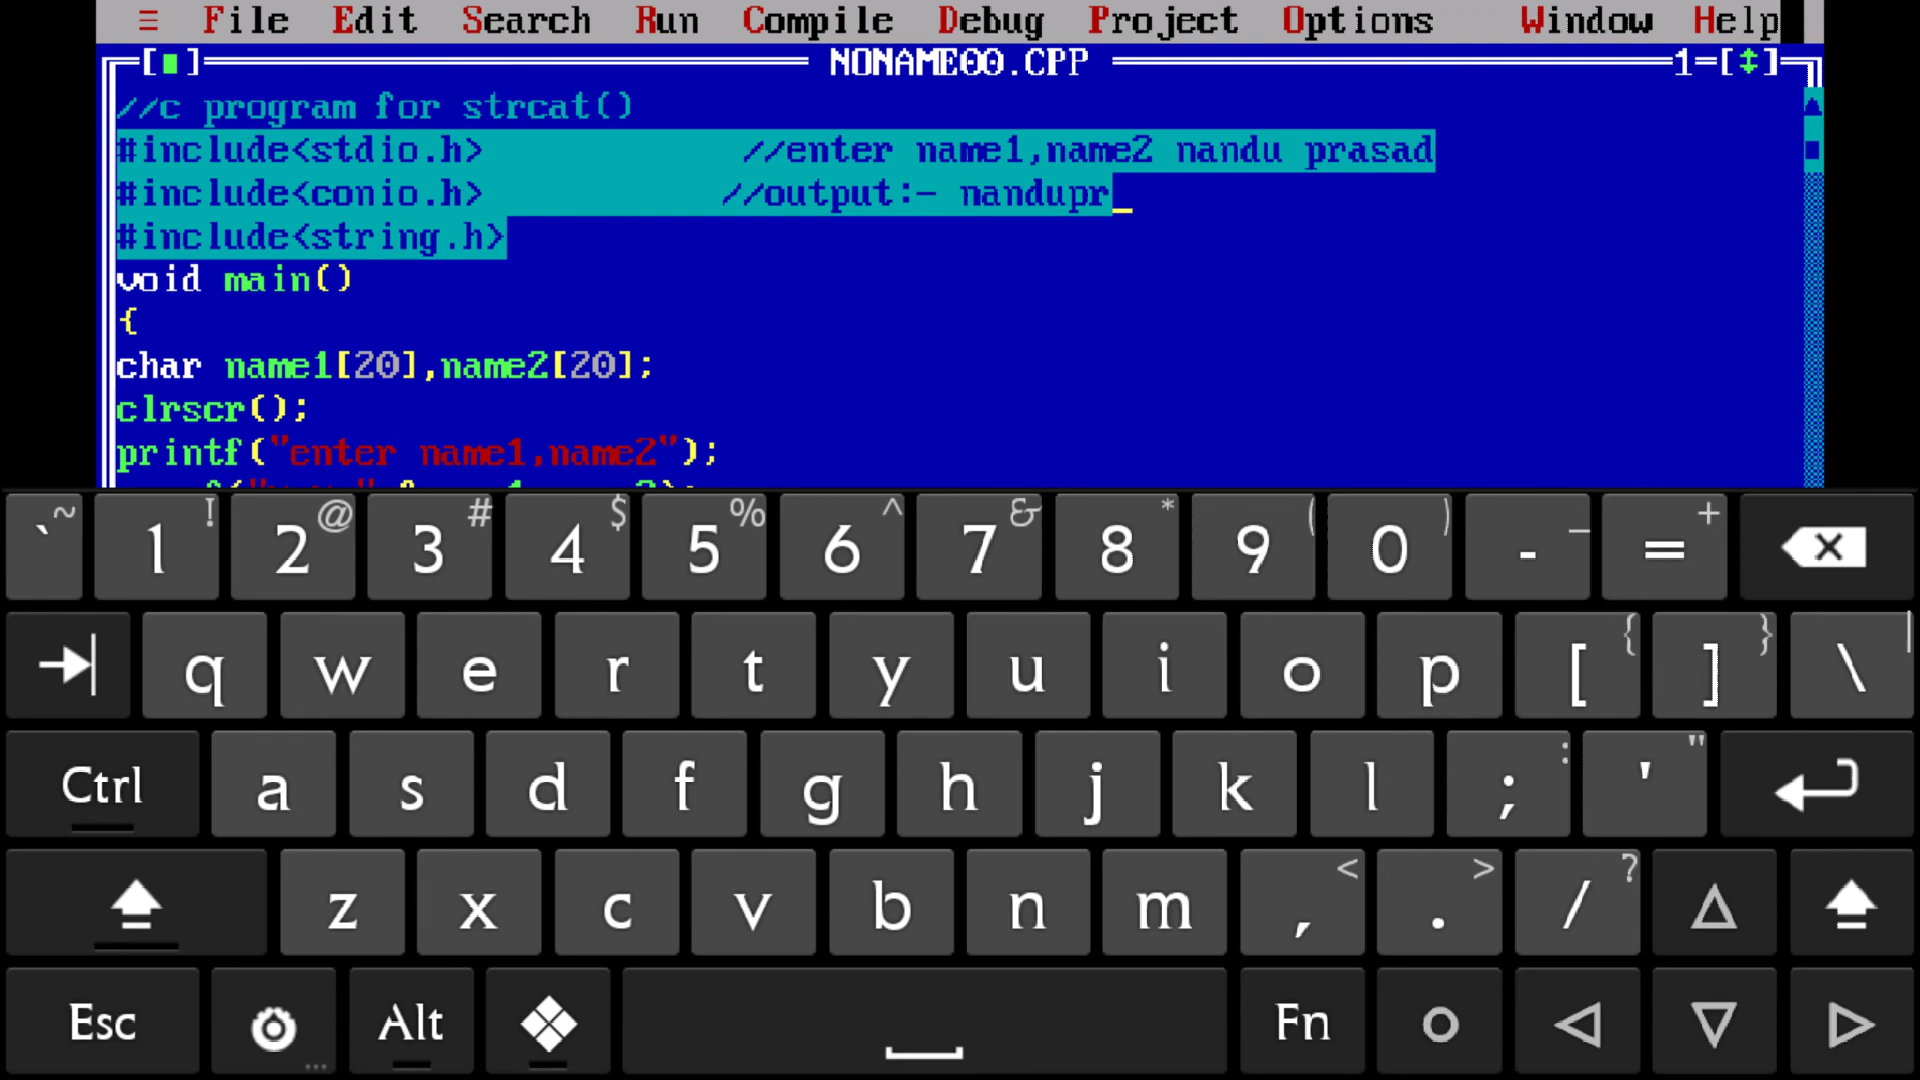 ≡ File Edit Search Run Compile Debug Project Options Window Help
[■] NONAME00.CPP 1=[↕]
//c program for strcat()
#include<stdio.h> //enter name1,name2 nandu prasad
#include<conio.h> //output:- nandupr_
#include<string.h>
void main()
{
char name1[20],name2[20];
clrscr();
printf("enter name1,name2");
` ~ 1 ! 2 @ 3 # 4 $ 5 % 6 ^ 7 & 8 * 9 ( 0 ) - _ = +
q w e r t y u i o p [ { ] } \ |
Ctrl a s d f g h j k l ; : ' "
z x c v b n m , < . > / ?
Esc Alt Fn